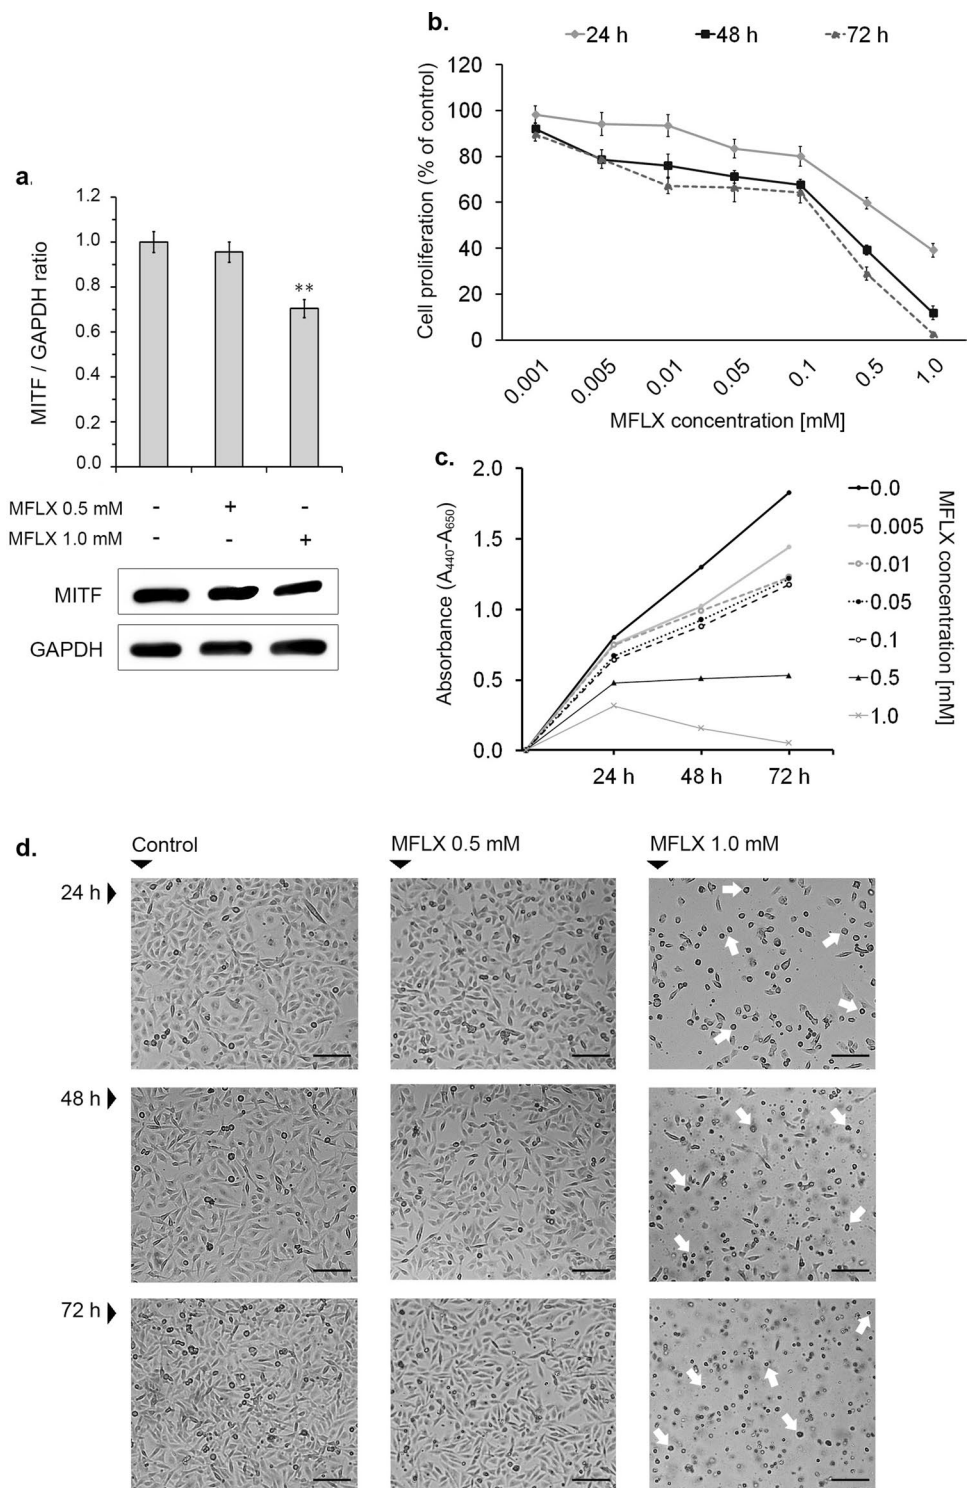 a.
MITF / GAPDH ratio
1.2
1.0
0.8
0.6
0.4
0.2
0.0
**
MFLX 0.5 mM - + -
MFLX 1.0 mM - - +
MITF
GAPDH
b.
24 h 48 h 72 h
Cell proliferation (% of control)
120
100
80
60
40
20
0
0.001 0.005 0.01 0.05 0.1 0.5 1.0
MFLX concentration [mM]
c.
Absorbance (A440-A650)
2.0
1.5
1.0
0.5
0.0
24 h 48 h 72 h
0.0
0.005
0.01
0.05
0.1
0.5
1.0
MFLX concentration [mM]
d.
Control MFLX 0.5 mM MFLX 1.0 mM
24 h
48 h
72 h